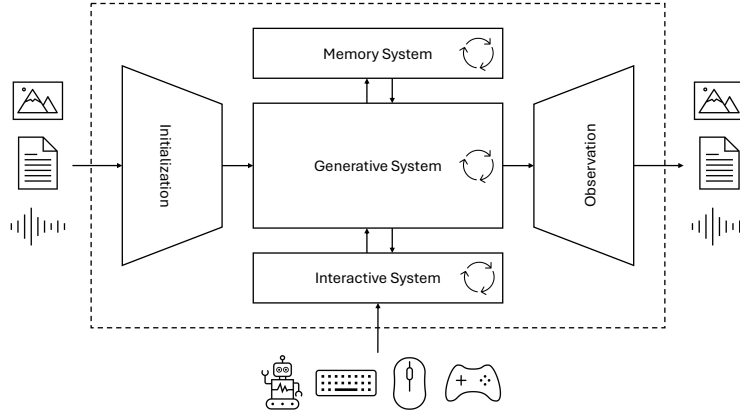 Memory System
Initialization
Generative System
Observation
Interactive System